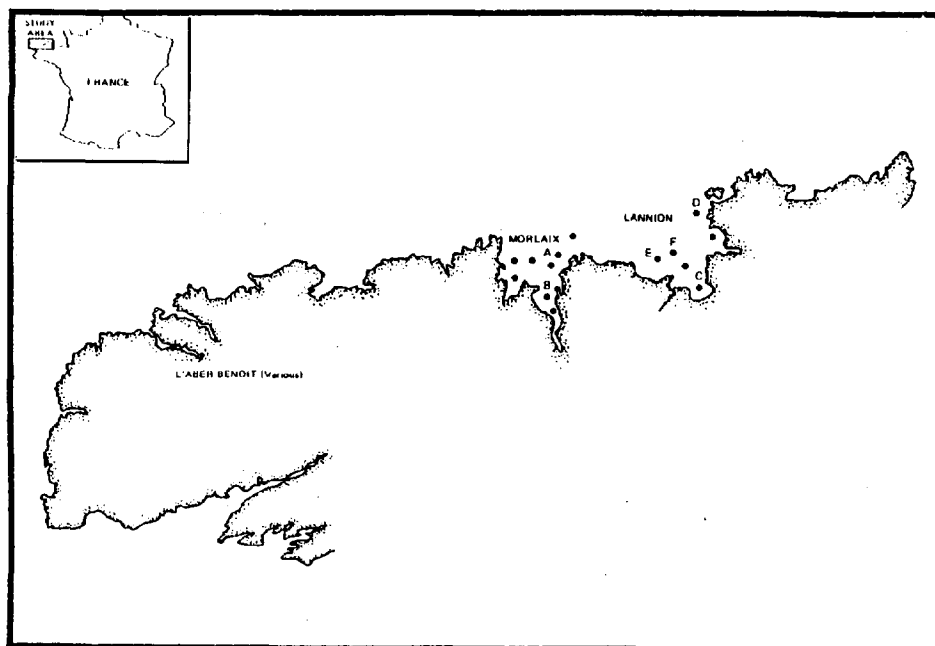 STUDY
AREA
FRANCE
D
LANNION
MORLAIX
F
A
E
C
B
L'ABER BENOIT (Various)